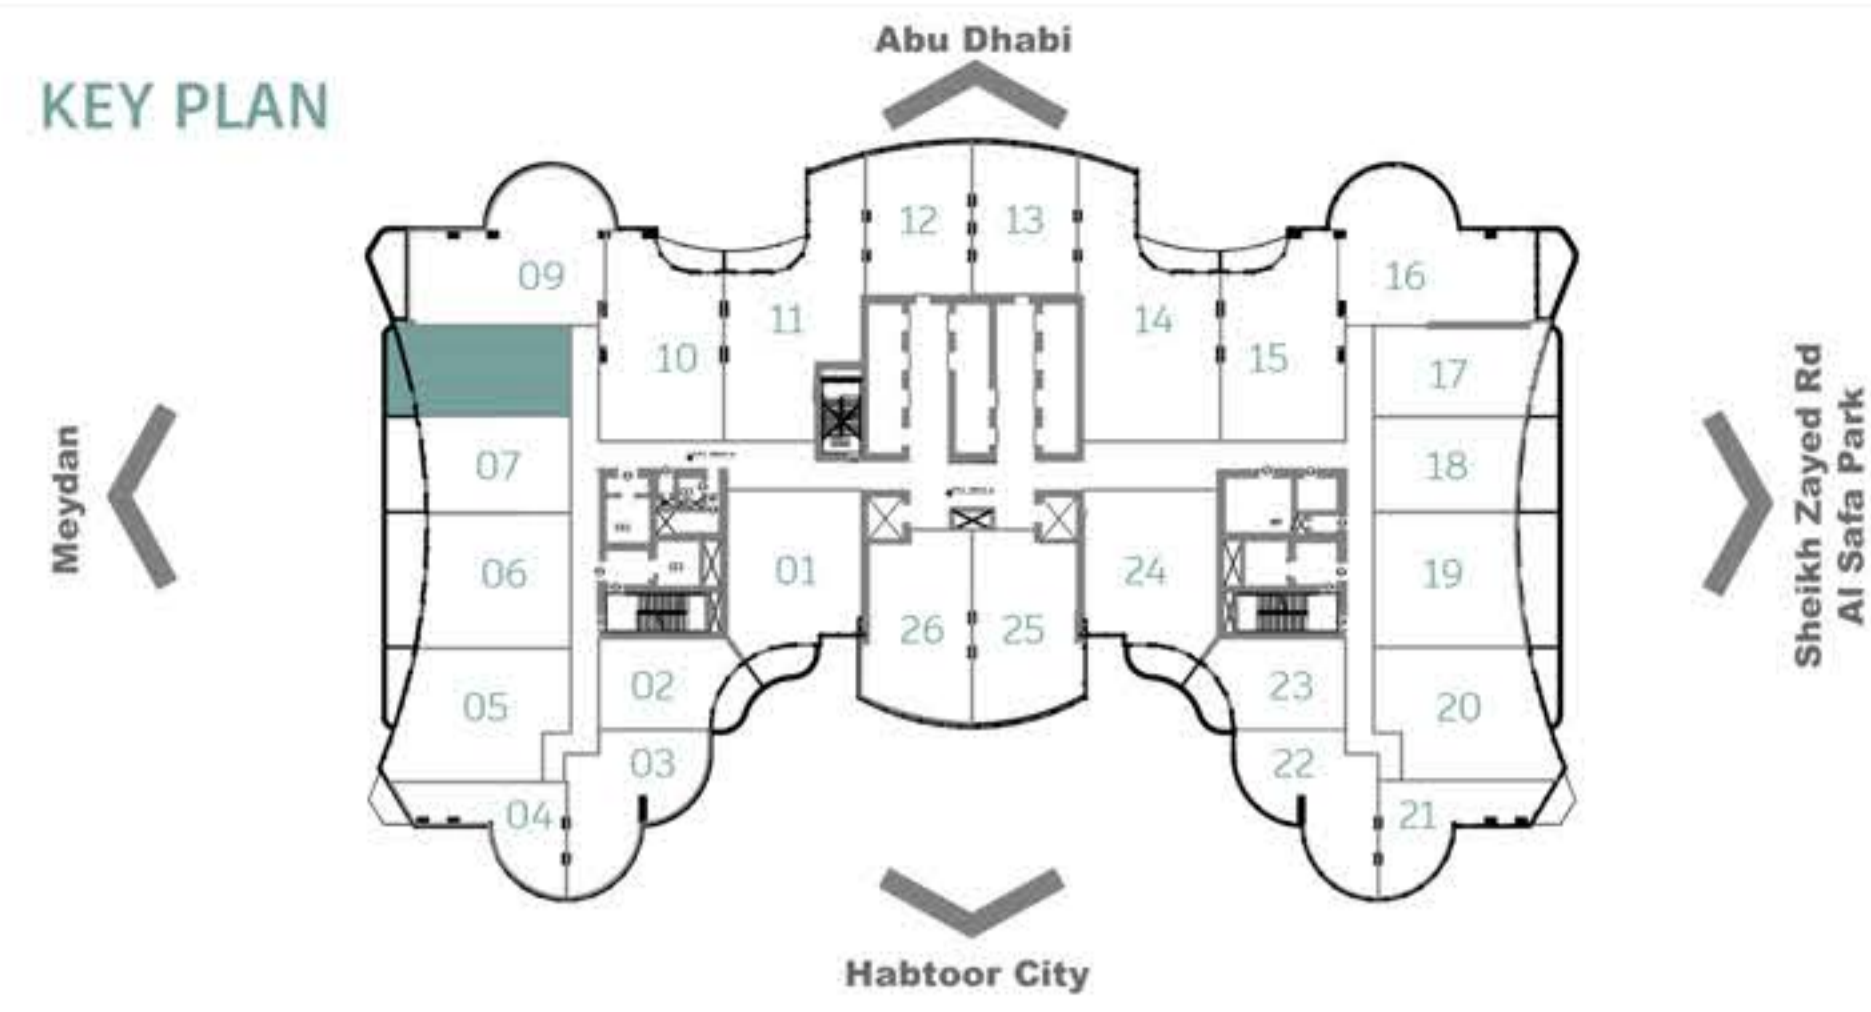 Abu Dhabi
KEY PLAN
12 13
09 16
11 14
10 15
17
07 18
Meydan
Sheikh Zayed Rd
Al Safa Park
06 01 24 19
26 25
02 23
05 20
03 22
04 21
Habtoor City